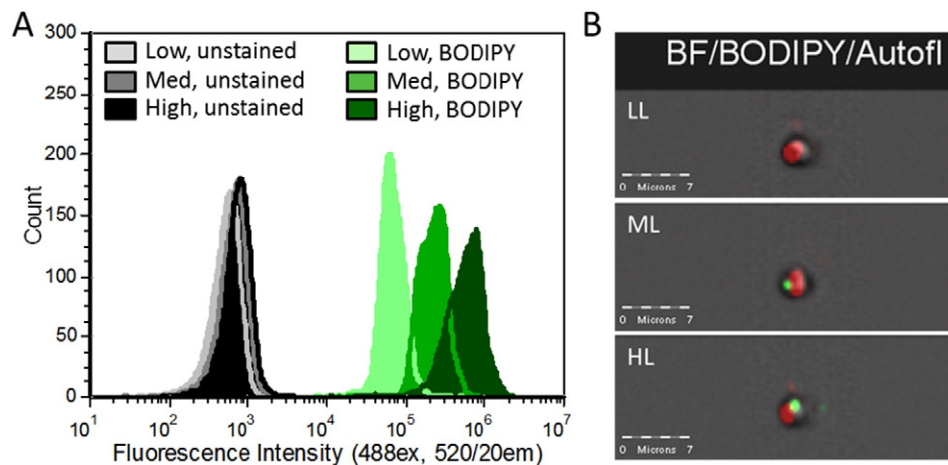 A
B
300
250
200
150
100
50
0
Count
Low, unstained
Med, unstained
High, unstained
Low, BODIPY
Med, BODIPY
High, BODIPY
10^1
10^2
10^3
10^4
10^5
10^6
10^7
Fluorescence Intensity (488ex, 520/20em)
BF/BODIPY/Autofl
LL
0 Microns 7
ML
0 Microns 7
HL
0 Microns 7